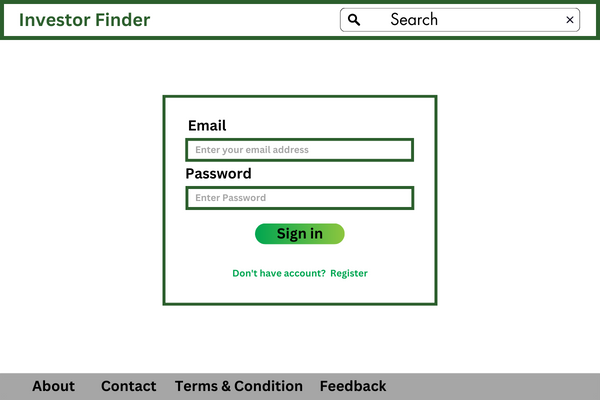 Investor Finder
Search
Email
Enter your email address
Password
Enter Password
Sign in
Don't have account? Register
About Contact Terms & Condition Feedback